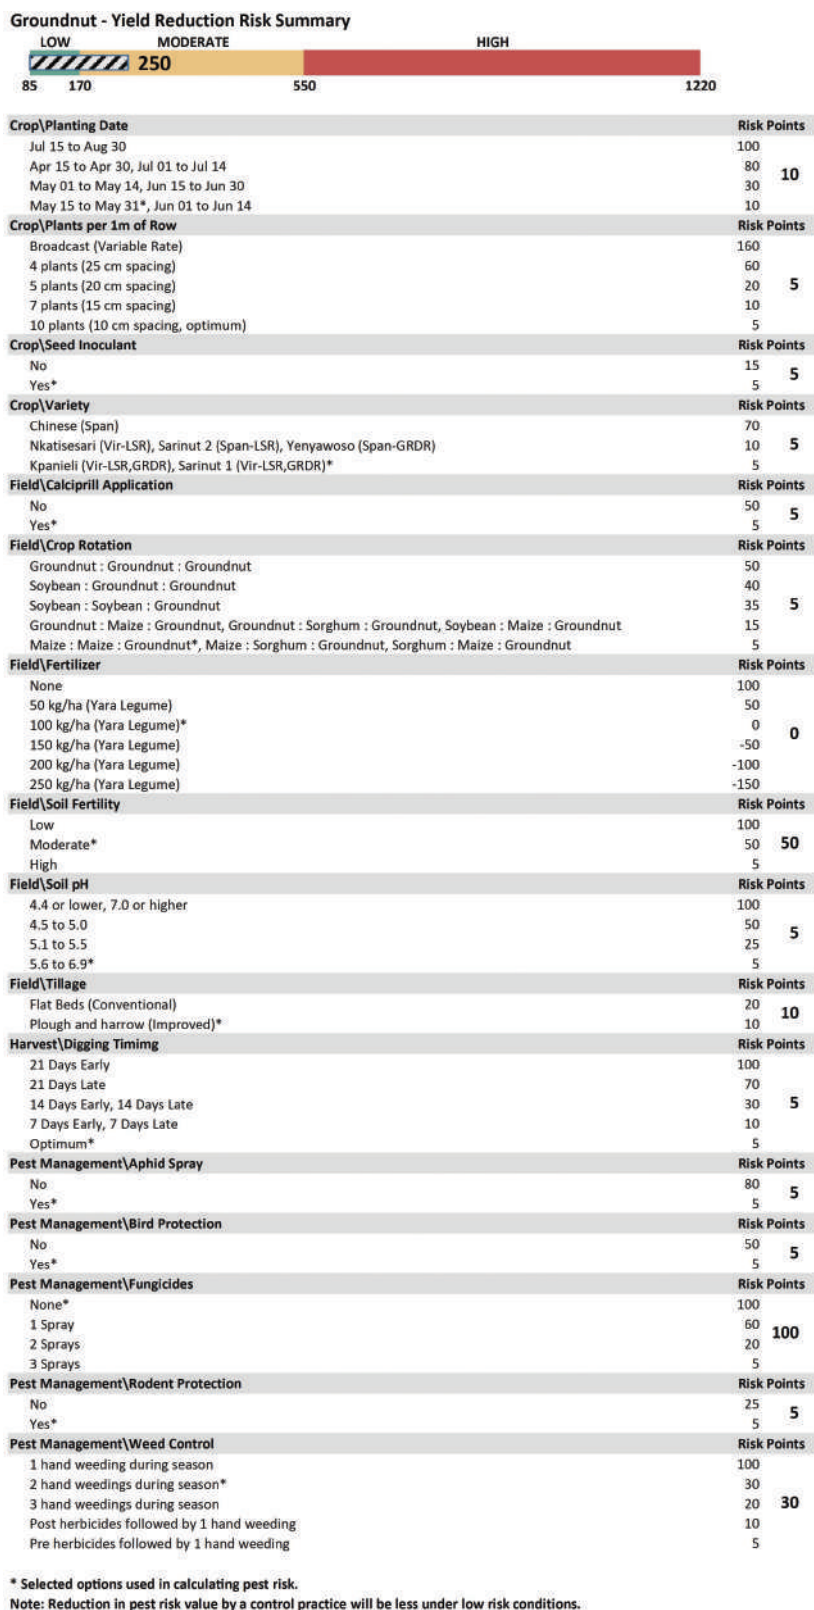 Groundnut - Yield Reduction Risk Summary
LOW MODERATE HIGH
250
85 170 550 1220
Crop\Planting Date Risk Points
Jul 15 to Aug 30 100
Apr 15 to Apr 30, Jul 01 to Jul 14 80
10
May 01 to May 14, Jun 15 to Jun 30 30
May 15 to May 31*, Jun 01 to Jun 14 10
Crop\Plants per 1m of Row Risk Points
Broadcast (Variable Rate) 160
4 plants (25 cm spacing) 60
5 plants (20 cm spacing) 20 5
7 plants (15 cm spacing) 10
10 plants (10 cm spacing, optimum) 5
Crop\Seed Inoculant Risk Points
No 15
5
Yes* 5
Crop\Variety Risk Points
Chinese (Span) 70
Nkatisesari (Vir-LSR), Sarinut 2 (Span-LSR), Yenyawoso (Span-GRDR) 10 5
Kpanieli (Vir-LSR,GRDR), Sarinut 1 (Vir-LSR,GRDR)* 5
Field\Calciprill Application Risk Points
No 50
5
Yes* 5
Field\Crop Rotation Risk Points
Groundnut : Groundnut : Groundnut 50
Soybean : Groundnut : Groundnut 40
Soybean : Soybean : Groundnut 35 5
Groundnut : Maize : Groundnut, Groundnut : Sorghum : Groundnut, Soybean : Maize : Groundnut 15
Maize : Maize : Groundnut*, Maize : Sorghum : Groundnut, Sorghum : Maize : Groundnut 5
Field\Fertilizer Risk Points
None 100
50 kg/ha (Yara Legume) 50
100 kg/ha (Yara Legume)* 0
0
150 kg/ha (Yara Legume) -50
200 kg/ha (Yara Legume) -100
250 kg/ha (Yara Legume) -150
Field\Soil Fertility Risk Points
Low 100
Moderate* 50 50
High 5
Field\Soil pH Risk Points
4.4 or lower, 7.0 or higher 100
4.5 to 5.0 50
5
5.1 to 5.5 25
5.6 to 6.9* 5
Field\Tillage Risk Points
Flat Beds (Conventional) 20
10
Plough and harrow (Improved)* 10
Harvest\Digging Timimg Risk Points
21 Days Early 100
21 Days Late 70
14 Days Early, 14 Days Late 30 5
7 Days Early, 7 Days Late 10
Optimum* 5
Pest Management\Aphid Spray Risk Points
No 80
5
Yes* 5
Pest Management\Bird Protection Risk Points
No 50
5
Yes* 5
Pest Management\Fungicides Risk Points
None* 100
1 Spray 60
100
2 Sprays 20
3 Sprays 5
Pest Management\Rodent Protection Risk Points
No 25
5
Yes* 5
Pest Management\Weed Control Risk Points
1 hand weeding during season 100
2 hand weedings during season* 30
3 hand weedings during season 20 30
Post herbicides followed by 1 hand weeding 10
Pre herbicides followed by 1 hand weeding 5
* Selected options used in calculating pest risk.
Note: Reduction in pest risk value by a control practice will be less under low risk conditions.